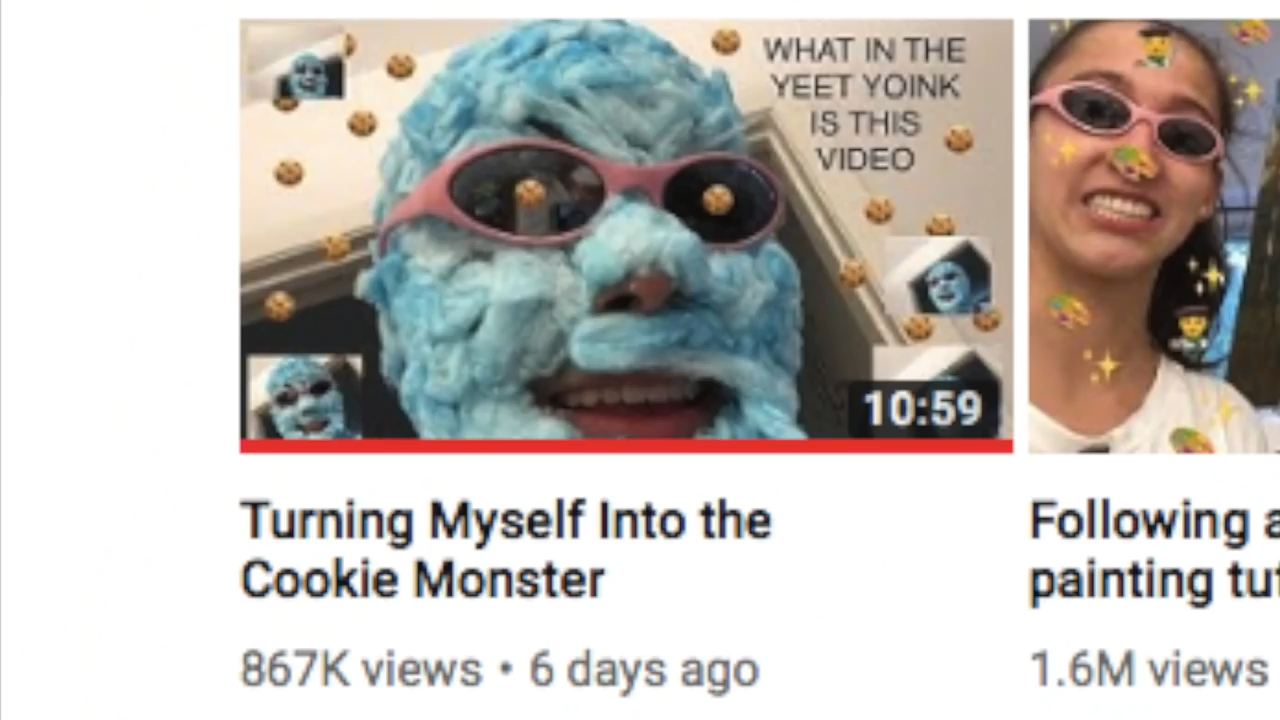 WHAT IN THE
YEET YOINK
IS THIS
VIDEO
10:59
Turning Myself Into the
Cookie Monster
867K views • 6 days ago
Following a
painting tut
1.6M views